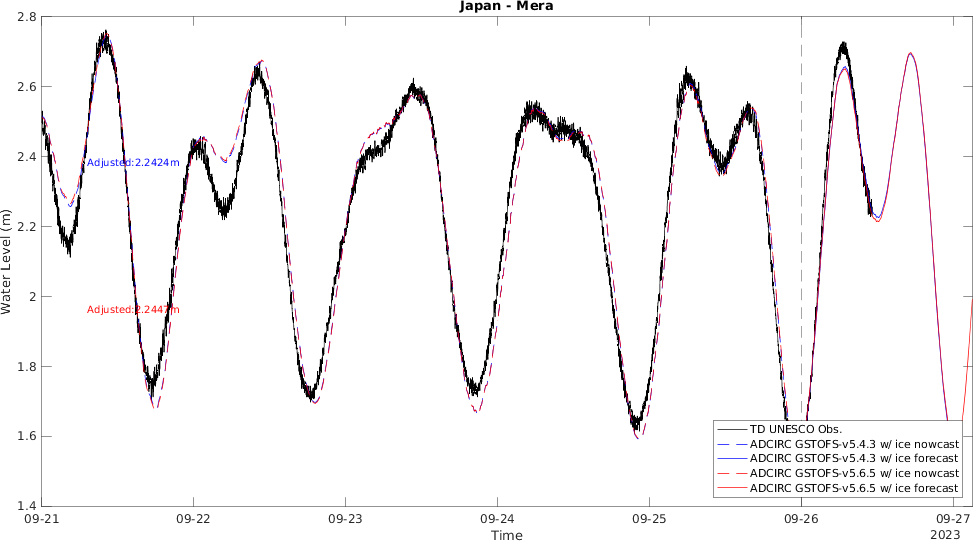 Japan - Mera
2.8
2.6
2.4
2.2
2
1.8
1.6
1.4
Water Level (m)
Adjusted:2.2424m
Adjusted:2.2447m
TD UNESCO Obs.
ADCIRC GSTOFS-v5.4.3 w/ ice nowcast
ADCIRC GSTOFS-v5.4.3 w/ ice forecast
ADCIRC GSTOFS-v5.6.5 w/ ice nowcast
ADCIRC GSTOFS-v5.6.5 w/ ice forecast
09-21 09-22 09-23 09-24 09-25 09-26 09-27
Time
2023